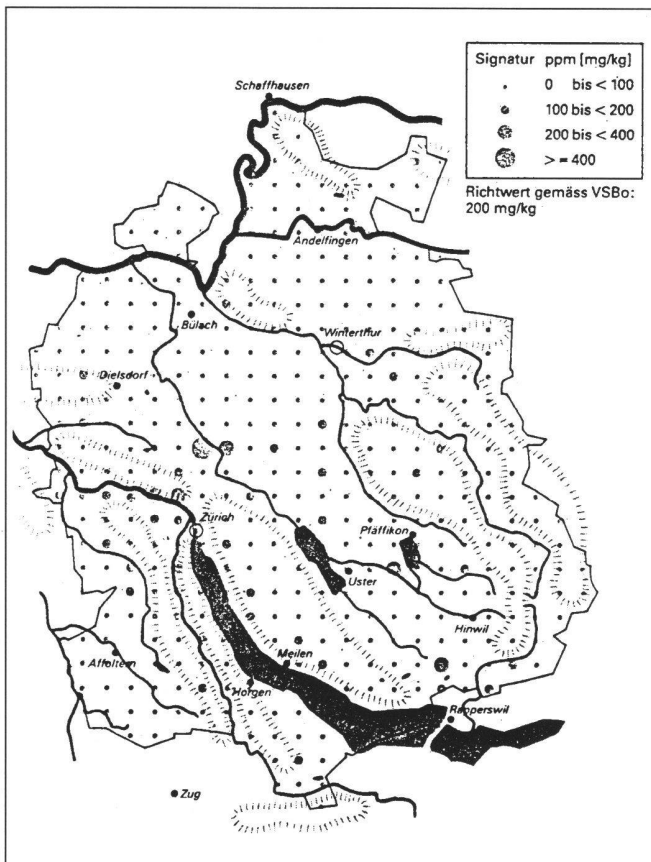 Signatur ppm [mg/kg]
0 bis < 100
100 bis < 200
200 bis < 400
> = 400
Richtwert gemäss VSBo:
200 mg/kg
Schaffhausen
Andelfingen
Bülach
Winterthur
Dielsdorf
Zürich
Pfäffikon
Uster
Hinwil
Meilen
Affoltern
Horgen
Rapperswil
Zug